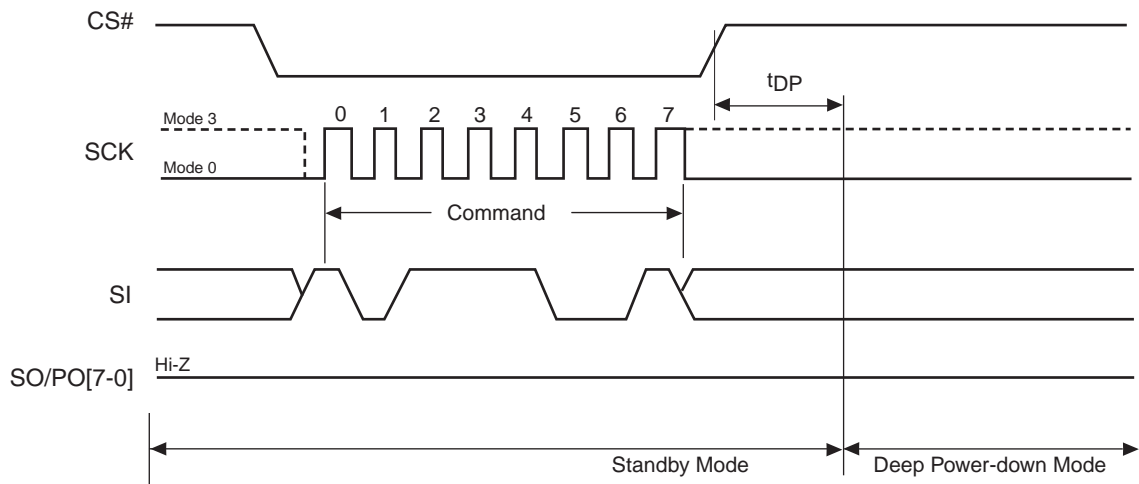 CS#
tDP
Mode 3
0 1 2 3 4 5 6 7
SCK
Mode 0
Command
SI
Hi-Z
SO/PO[7-0]
Standby Mode
Deep Power-down Mode